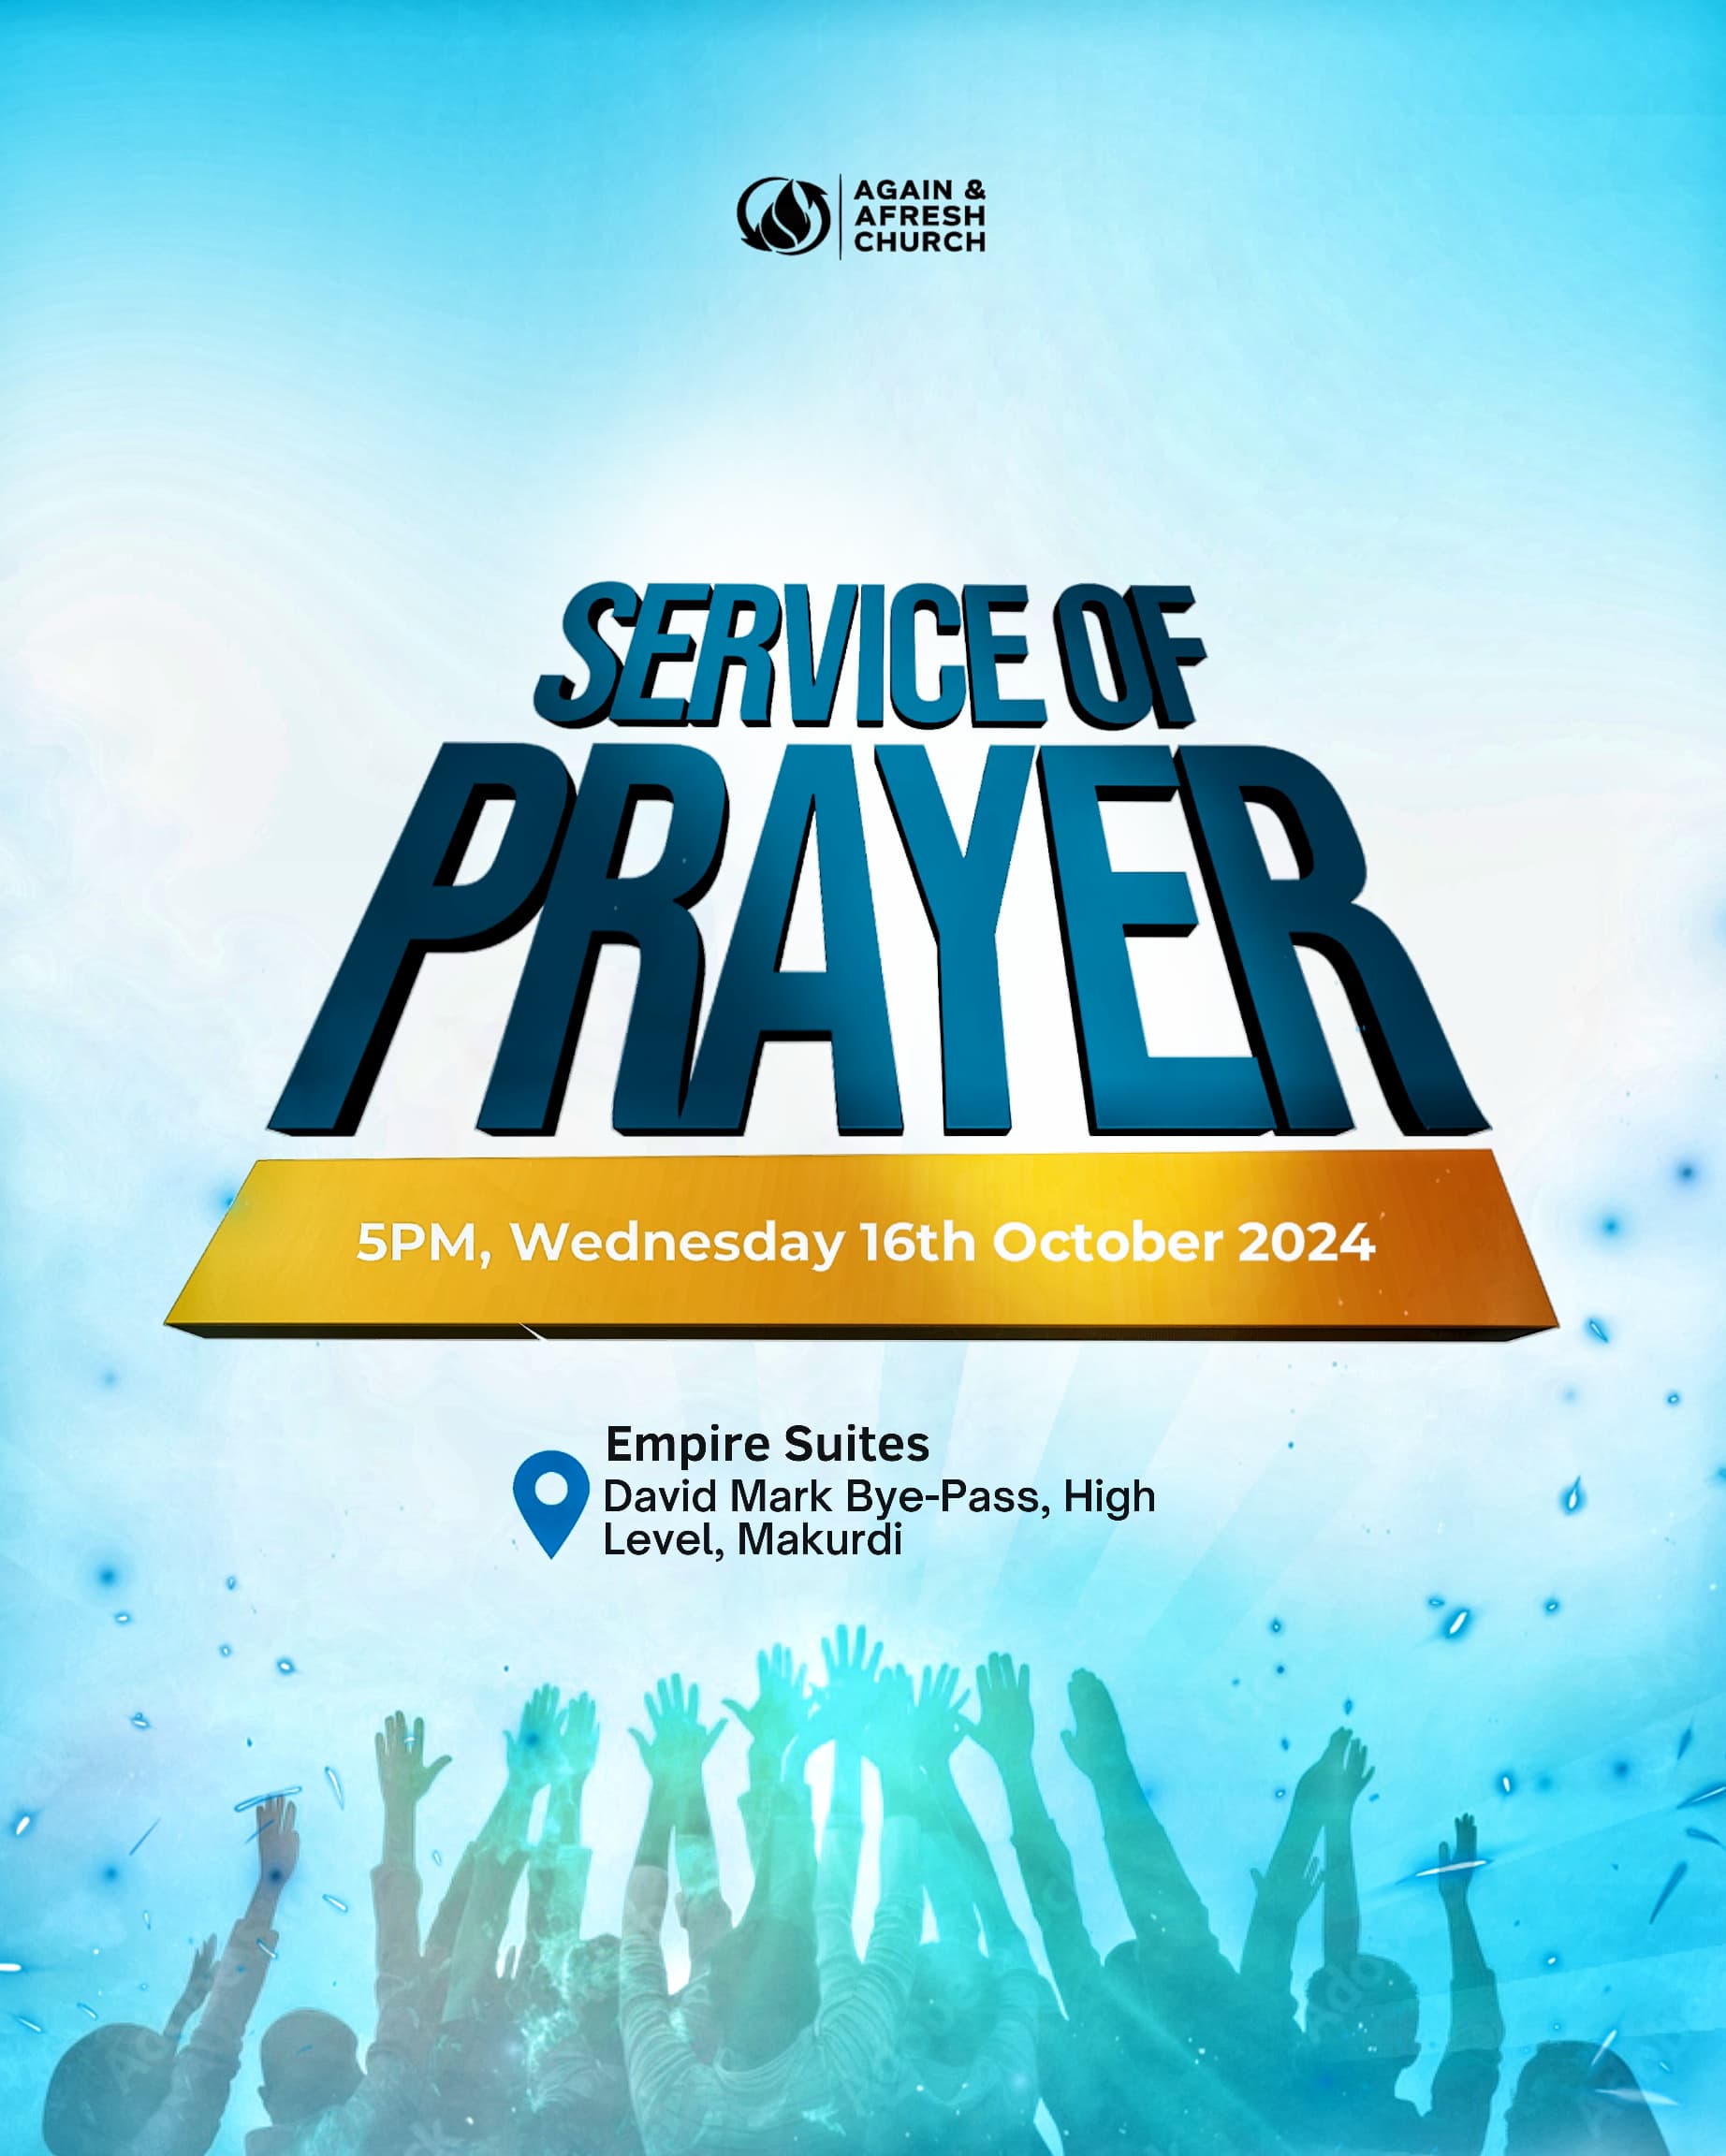 AGAIN &
AFRESH
CHURCH
SERVICE OF
PRAYER
5PM, Wednesday 16th October 2024
Empire Suites
David Mark Bye-Pass, High
Level, Makurdi